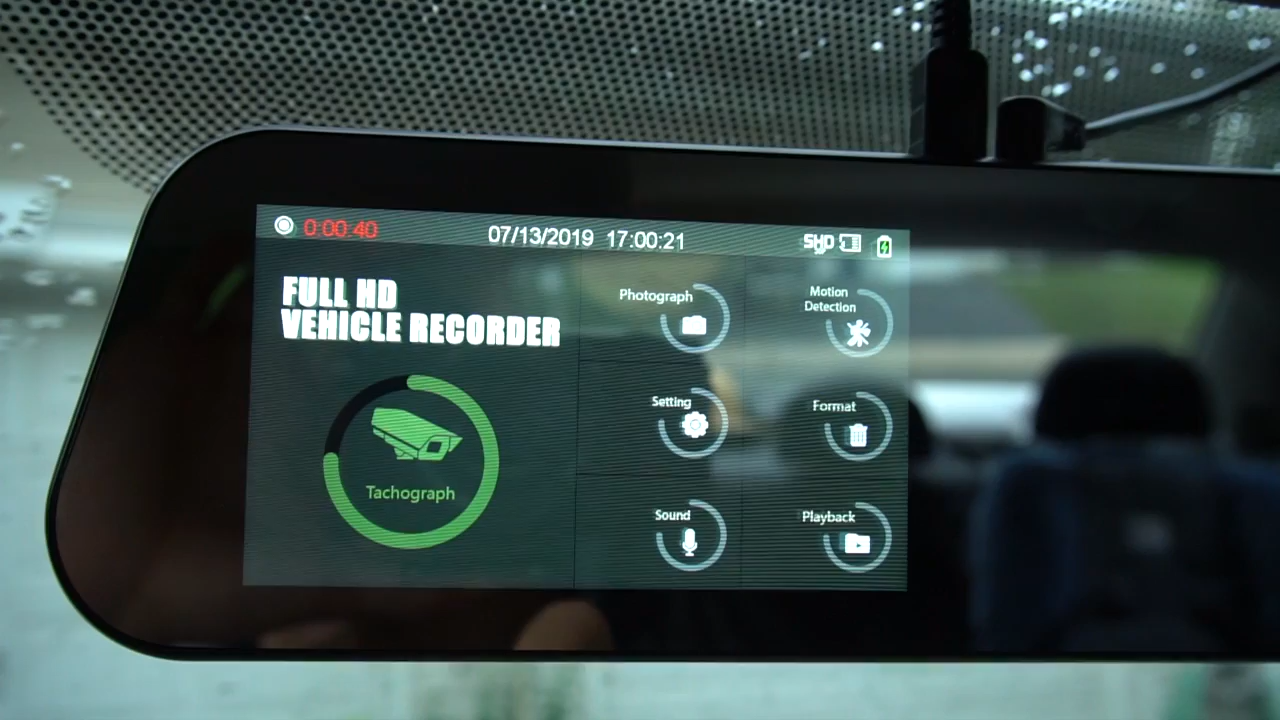 0:00:40 07/13/2019 17:00:21 SHD
FULL HD
VEHICLE RECORDER
Tachograph
Photograph
Motion
Detection
Setting
Format
Sound
Playback